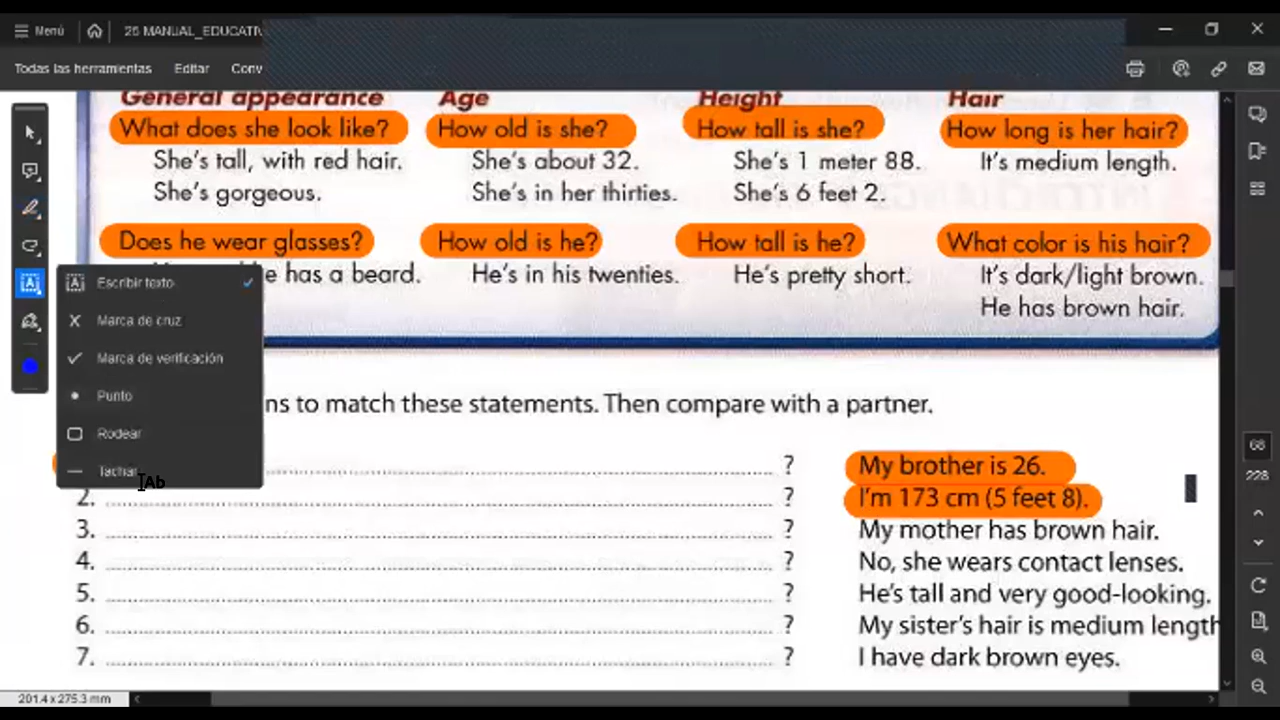 Menú 26 MANUAL_EDUCATIV
Todas las herramientas Editar Conv
General appearance Age Height Hair
What does she look like? How old is she? How tall is she? How long is her hair?
She's tall, with red hair. She's about 32. She's 1 meter 88. It's medium length.
She's gorgeous. She's in her thirties. She's 6 feet 2.
Does he wear glasses? How old is he? How tall is he? What color is his hair?
he has a beard. He's in his twenties. He's pretty short. It's dark/light brown.
He has brown hair.
Escribir texto
Marca de cruz
Marca de verificación
Punto
Rodear
Tachar
Ab
ns to match these statements. Then compare with a partner.
? My brother is 26.
2. ? I'm 173 cm (5 feet 8).
3. ? My mother has brown hair.
4. ? No, she wears contact lenses.
5. ? He's tall and very good-looking.
6. ? My sister's hair is medium length
7. ? I have dark brown eyes.
68
228
201.4 x 275.3 mm